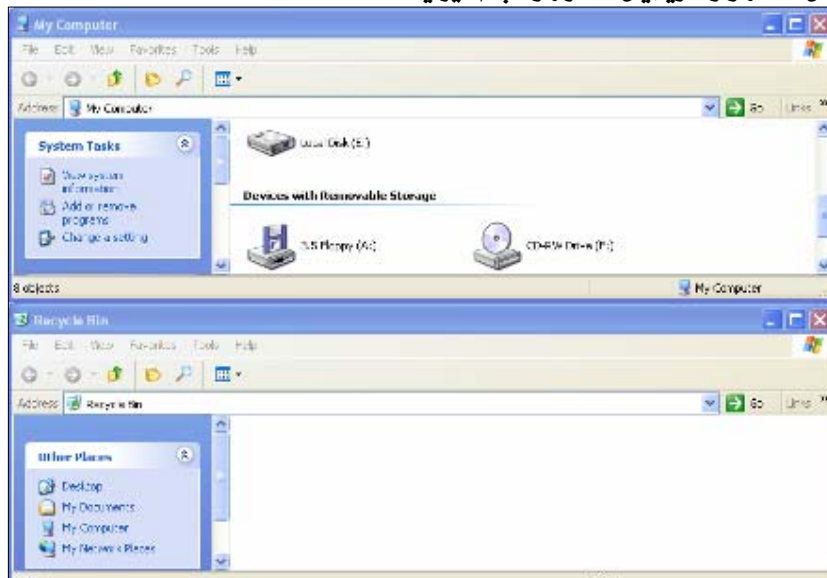 My Computer
File Edit View Favorites Tools Help
Address My Computer Go Links
System Tasks
View system information
Add or remove programs
Change a setting
Local Disk (E:)
Devices with Removable Storage
3.5 Floppy (A:) CD-RW Drive (F:)
8 objects My Computer
Recycle Bin
File Edit View Favorites Tools Help
Address Recycle Bin Go Links
Other Places
Desktop
My Documents
My Computer
My Network Places